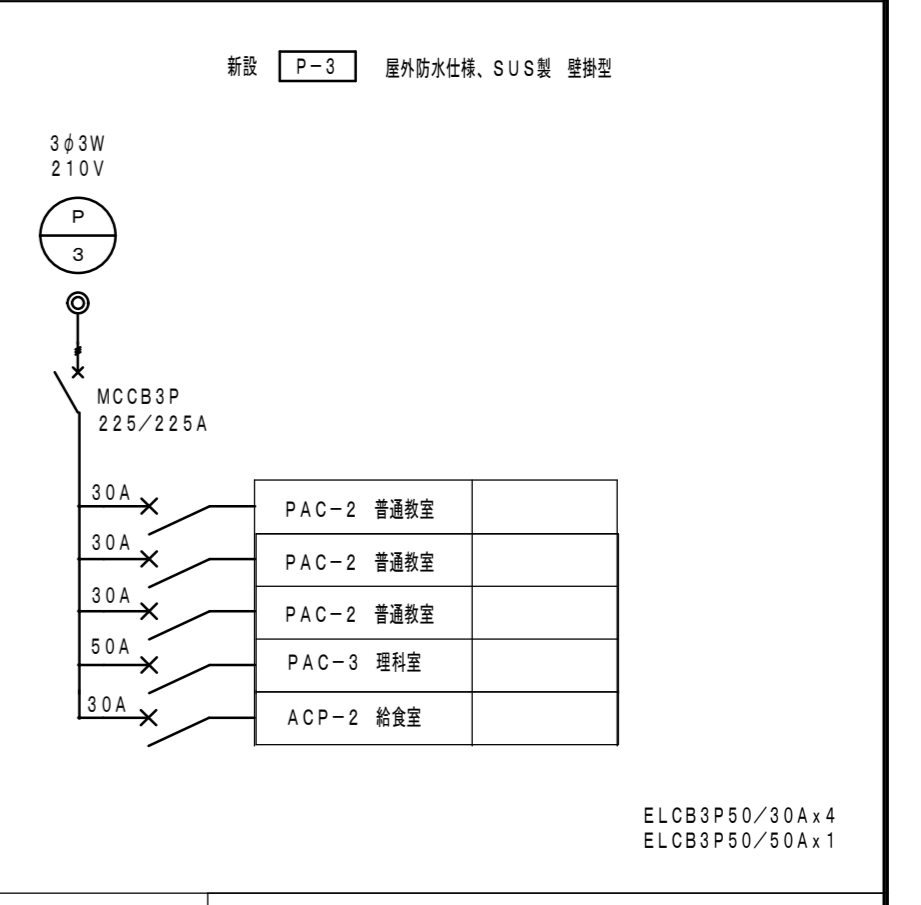 新設 P－3 屋外防水仕様、SUS製 壁掛型
3φ3W
210V
P
3
MCCB3P
225／225A
30A PAC－2 普通教室
30A PAC－2 普通教室
30A PAC－2 普通教室
50A PAC－3 理科室
30A ACP－2 給食室
ELCB3P50／30Ax4
ELCB3P50／50Ax1